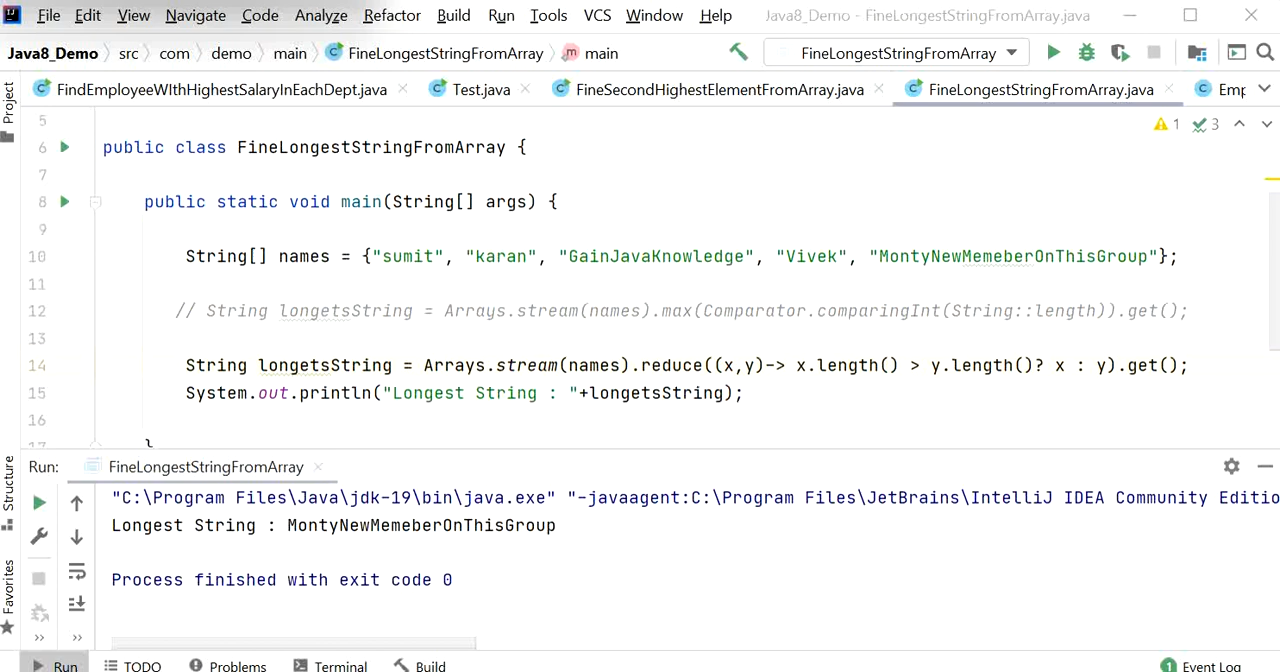 File Edit View Navigate Code Analyze Refactor Build Run Tools VCS Window Help Java8_Demo - FineLongestStringFromArray.java
Java8_Demo src com demo main FineLongestStringFromArray main FineLongestStringFromArray
Project
FindEmployeeWIthHighestSalaryInEachDept.java Test.java FineSecondHighestElementFromArray.java FineLongestStringFromArray.java Emp
5
1 3
6 public class FineLongestStringFromArray {
7
8 public static void main(String[] args) {
9
10 String[] names = {"sumit", "karan", "GainJavaKnowledge", "Vivek", "MontyNewMemeberOnThisGroup"};
11
12 // String longetsString = Arrays.stream(names).max(Comparator.comparingInt(String::length)).get();
13
14 String longetsString = Arrays.stream(names).reduce((x,y)-> x.length() > y.length()? x : y).get();
15 System.out.println("Longest String : "+longetsString);
16
17 }
Run: FineLongestStringFromArray
Structure
"C:\Program Files\Java\jdk-19\bin\java.exe" "-javaagent:C:\Program Files\JetBrains\IntelliJ IDEA Community Editio
Longest String : MontyNewMemeberOnThisGroup
Process finished with exit code 0
Favorites
Run TODO Problems Terminal Build 1 Event Log